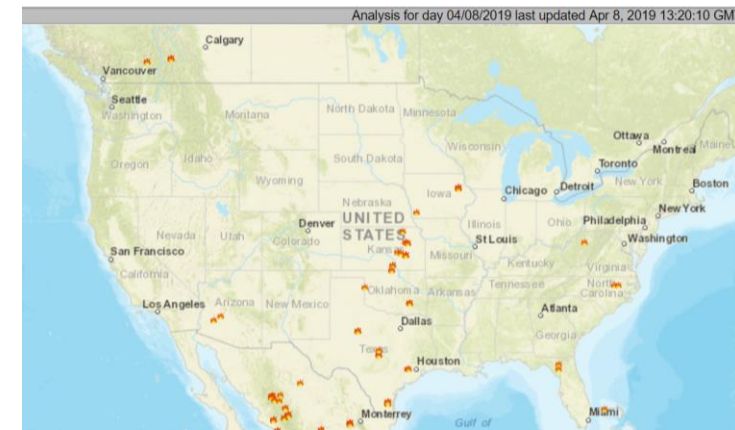 Analysis for day 04/08/2019 last updated Apr 8, 2019 13:20:10 GM
Calgary
Vancouver
Seattle
Washington
Montana
North Dakota
Minnesota
Ottawa
Montreal
Maine
Oregon
Idaho
South Dakota
Wisconsin
Toronto
Wyoming
Iowa
Chicago
Detroit
New York
Boston
Nebraska
New York
Denver
UNITED
STATES
Illinois
Ohio
Philadelphia
Nevada
Utah
Colorado
Kansas
St Louis
Washington
San Francisco
Missouri
Kentucky
Virginia
California
Tennessee
North
Carolina
Los Angeles
Arizona
New Mexico
Oklahoma
Arkansas
Atlanta
Dallas
Georgia
Texas
Houston
Monterrey
Gulf of
Miami